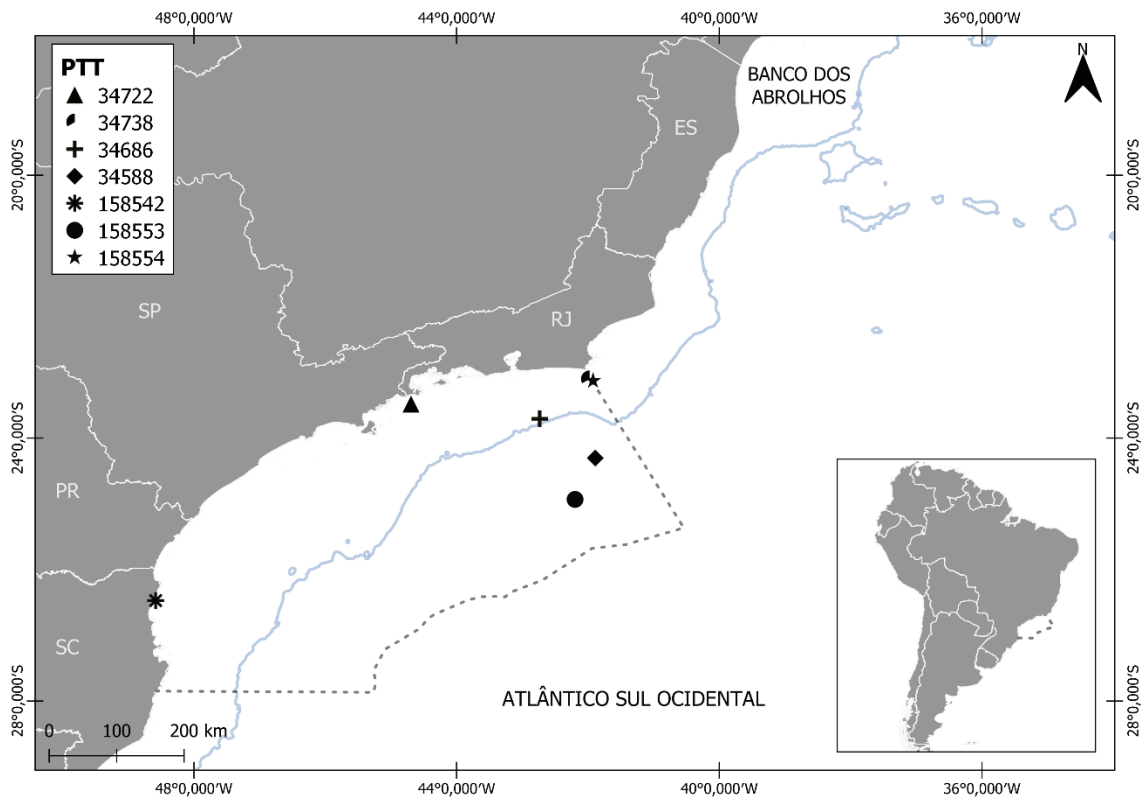 48°0,000'W 44°0,000'W 40°0,000'W 36°0,000'W
PTT
34722
34738
34686
34588
158542
158553
158554
BANCO DOS
ABROLHOS
N
ES
20°0,000'S 20°0,000'S
SP
RJ
24°0,000'S 24°0,000'S
PR
SC
ATLÂNTICO SUL OCIDENTAL
28°0,000'S 28°0,000'S
0 100 200 km
48°0,000'W 44°0,000'W 40°0,000'W 36°0,000'W